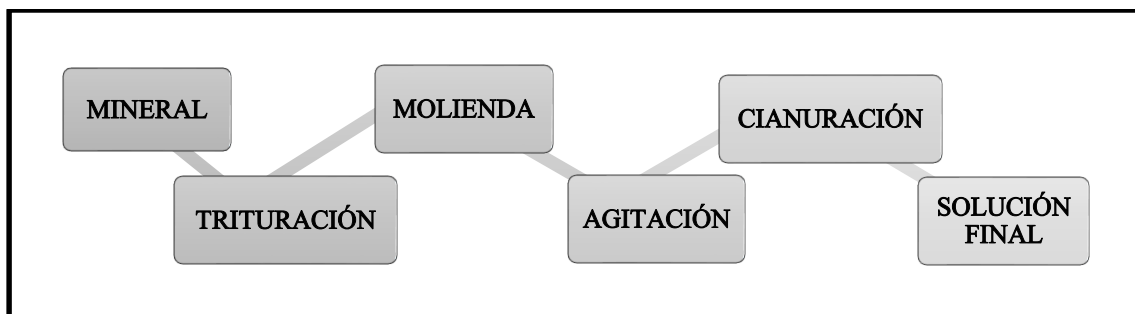 MINERAL
TRITURACIÓN
MOLIENDA
AGITACIÓN
CIANURACIÓN
SOLUCIÓN
FINAL